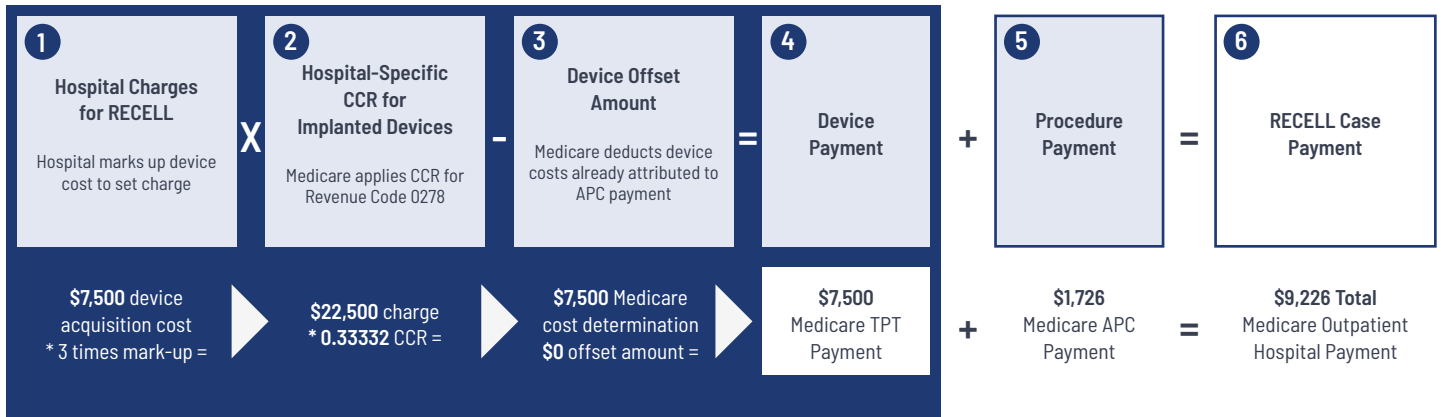 1
Hospital Charges
for RECELL
Hospital marks up device
cost to set charge
X
2
Hospital-Specific
CCR for
Implanted Devices
Medicare applies CCR for
Revenue Code 0278
-
3
Device Offset
Amount
Medicare deducts device
costs already attributed to
APC payment
=
4
Device
Payment
+
5
Procedure
Payment
=
6
RECELL Case
Payment
$7,500 device
acquisition cost
* 3 times mark-up =
$22,500 charge
* 0.33332 CCR =
$7,500 Medicare
cost determination
$0 offset amount =
$7,500
Medicare TPT
Payment
+
$1,726
Medicare APC
Payment
=
$9,226 Total
Medicare Outpatient
Hospital Payment